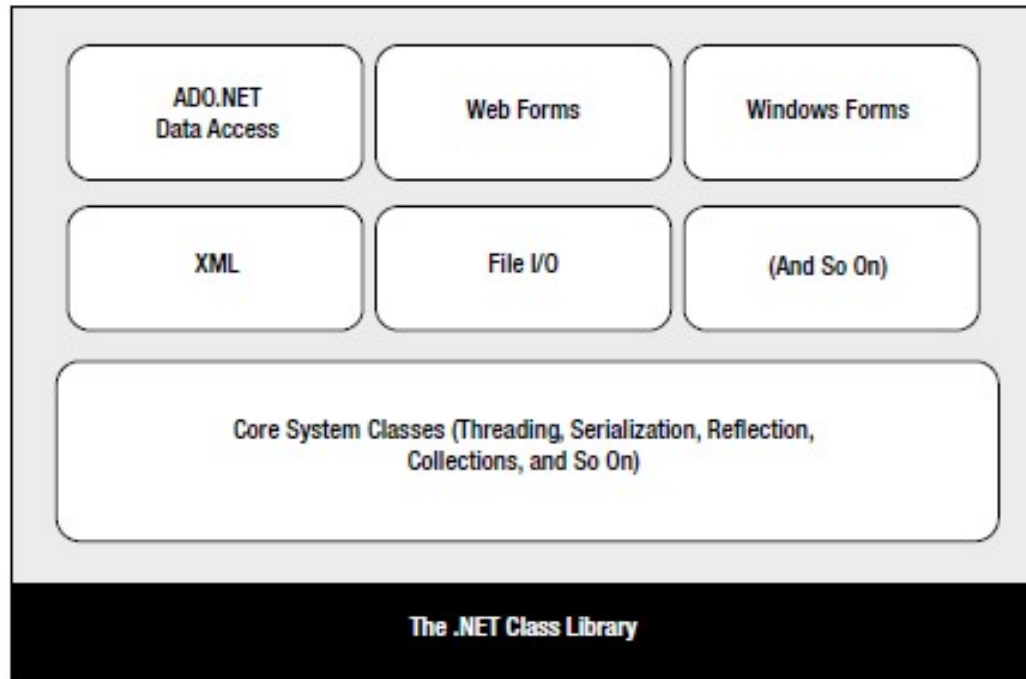 ADO.NET
Data Access
Web Forms
Windows Forms
XML
File I/O
(And So On)
Core System Classes (Threading, Serialization, Reflection,
Collections, and So On)
The .NET Class Library